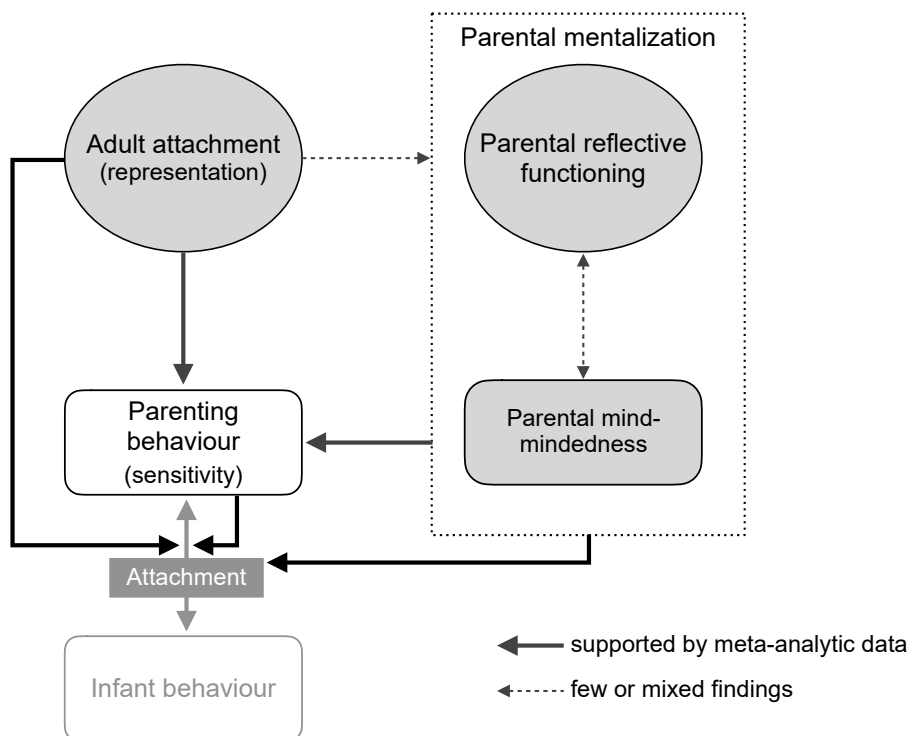 Parental mentalization
Adult attachment
(representation)
Parental reflective
functioning
Parenting
behaviour
(sensitivity)
Parental mind-
mindedness
Attachment
Infant behaviour
supported by meta-analytic data
few or mixed findings